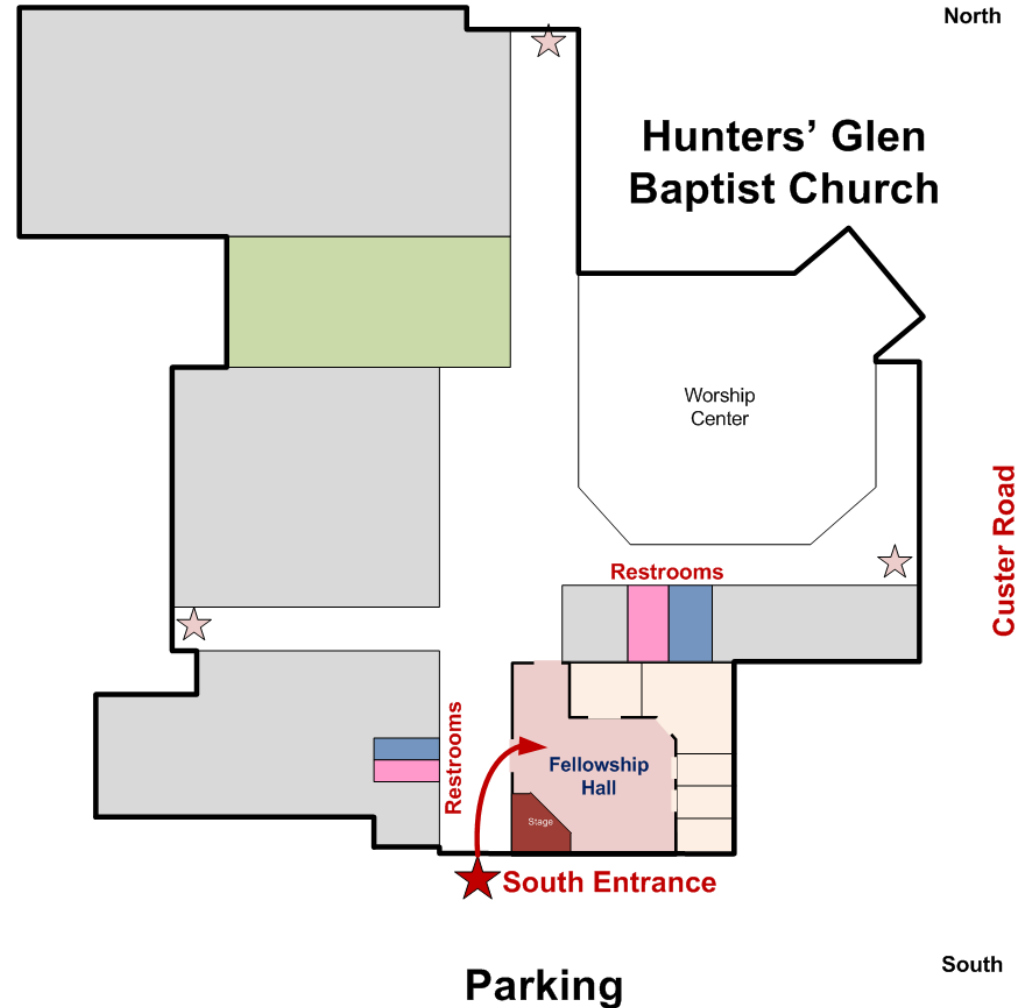 North
Hunters’ Glen
Baptist Church
Worship
Center
Custer Road
Restrooms
Restrooms
Fellowship
Hall
Stage
South Entrance
South
Parking